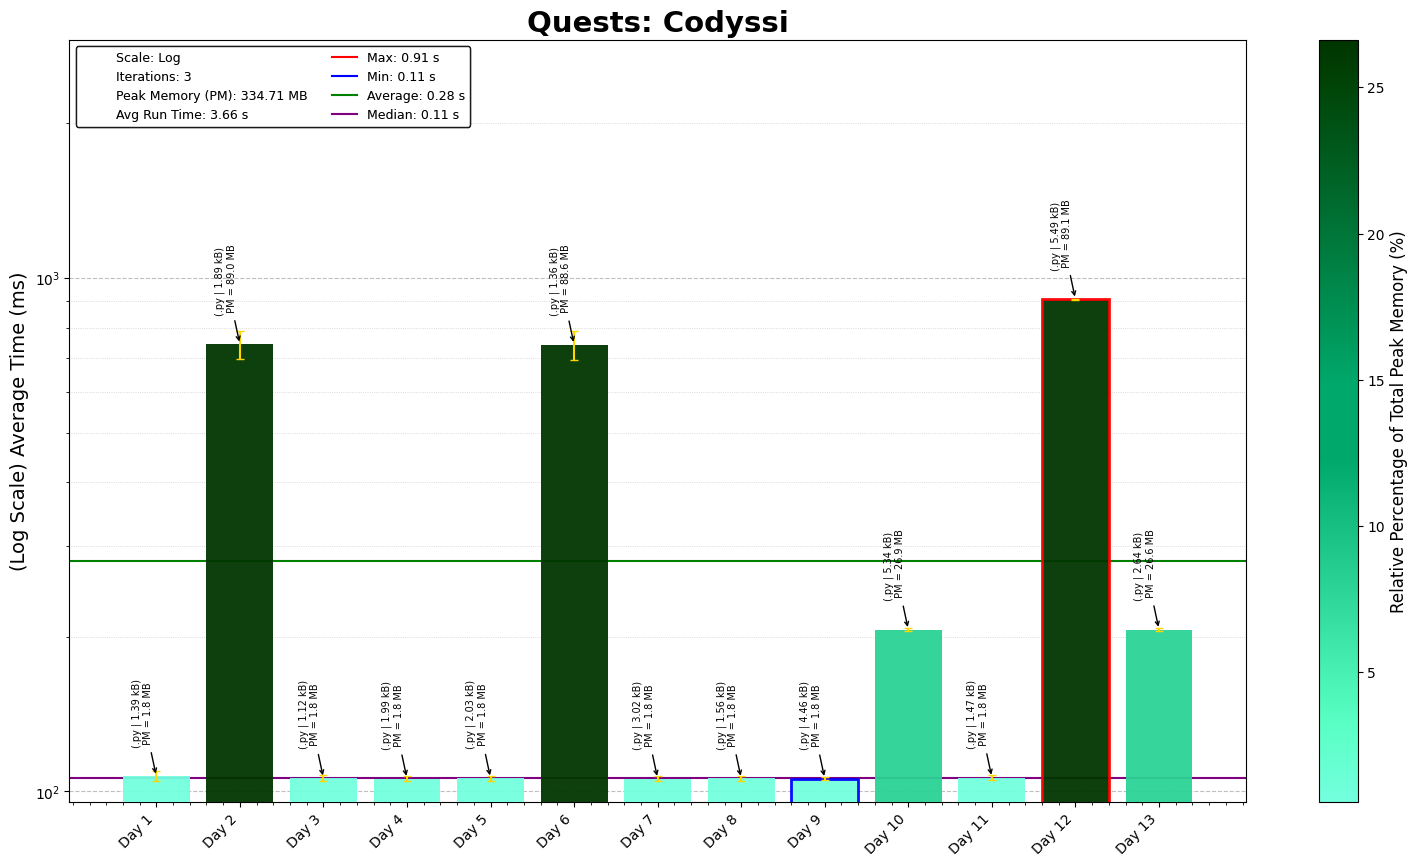 Quests: Codyssi
Scale: Log
Iterations: 3
Peak Memory (PM): 334.71 MB
Avg Run Time: 3.66 s
Max: 0.91 s
Min: 0.11 s
Average: 0.28 s
Median: 0.11 s
(Log Scale) Average Time (ms)
10³
10²
(.py | 1.39 kB)
PM = 1.8 MB
(.py | 1.89 kB)
PM = 89.0 MB
(.py | 1.12 kB)
PM = 1.8 MB
(.py | 1.99 kB)
PM = 1.8 MB
(.py | 2.03 kB)
PM = 1.8 MB
(.py | 1.36 kB)
PM = 88.6 MB
(.py | 3.02 kB)
PM = 1.8 MB
(.py | 1.56 kB)
PM = 1.8 MB
(.py | 4.46 kB)
PM = 1.8 MB
(.py | 5.34 kB)
PM = 26.9 MB
(.py | 1.47 kB)
PM = 1.8 MB
(.py | 5.49 kB)
PM = 89.1 MB
(.py | 2.64 kB)
PM = 26.6 MB
Day 1
Day 2
Day 3
Day 4
Day 5
Day 6
Day 7
Day 8
Day 9
Day 10
Day 11
Day 12
Day 13
25
20
15
10
5
Relative Percentage of Total Peak Memory (%)